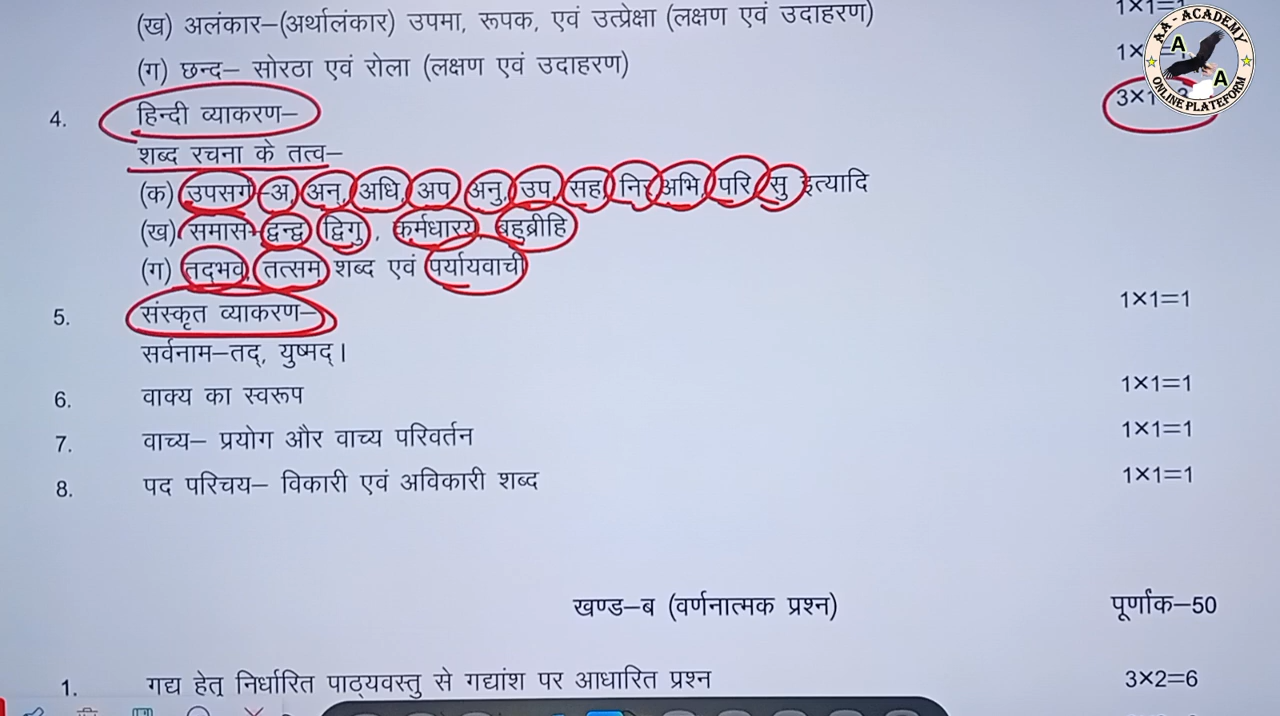 (ख) अलंकार–(अर्थालंकार) उपमा, रूपक, एवं उत्प्रेक्षा (लक्षण एवं उदाहरण) 1×1=1
(ग) छन्द– सोरठा एवं रोला (लक्षण एवं उदाहरण)
AA - ACADEMY
A
A
ONLINE PLATEFORM
4. हिन्दी व्याकरण–
शब्द रचना के तत्व–
(क) उपसर्ग–अ, अन, अधि, अप, अनु, उप, सह, निर, अभि, परि, सु इत्यादि
(ख) समास–द्वन्द्व, द्विगु, कर्मधारय, बहुब्रीहि
(ग) तद्भव, तत्सम शब्द एवं पर्यायवाची
5. संस्कृत व्याकरण– 1×1=1
सर्वनाम–तद्, युष्मद्।
6. वाक्य का स्वरूप 1×1=1
7. वाच्य– प्रयोग और वाच्य परिवर्तन 1×1=1
8. पद परिचय– विकारी एवं अविकारी शब्द 1×1=1
खण्ड–ब (वर्णनात्मक प्रश्न) पूर्णांक–50
1. गद्य हेतु निर्धारित पाठ्यवस्तु से गद्यांश पर आधारित प्रश्न 3×2=6